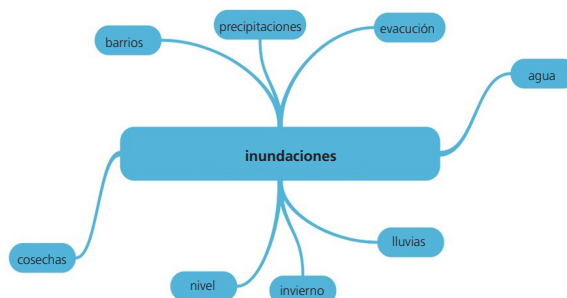 precipitaciones
evacución
barrios
agua
inundaciones
lluvias
cosechas
nivel
invierno